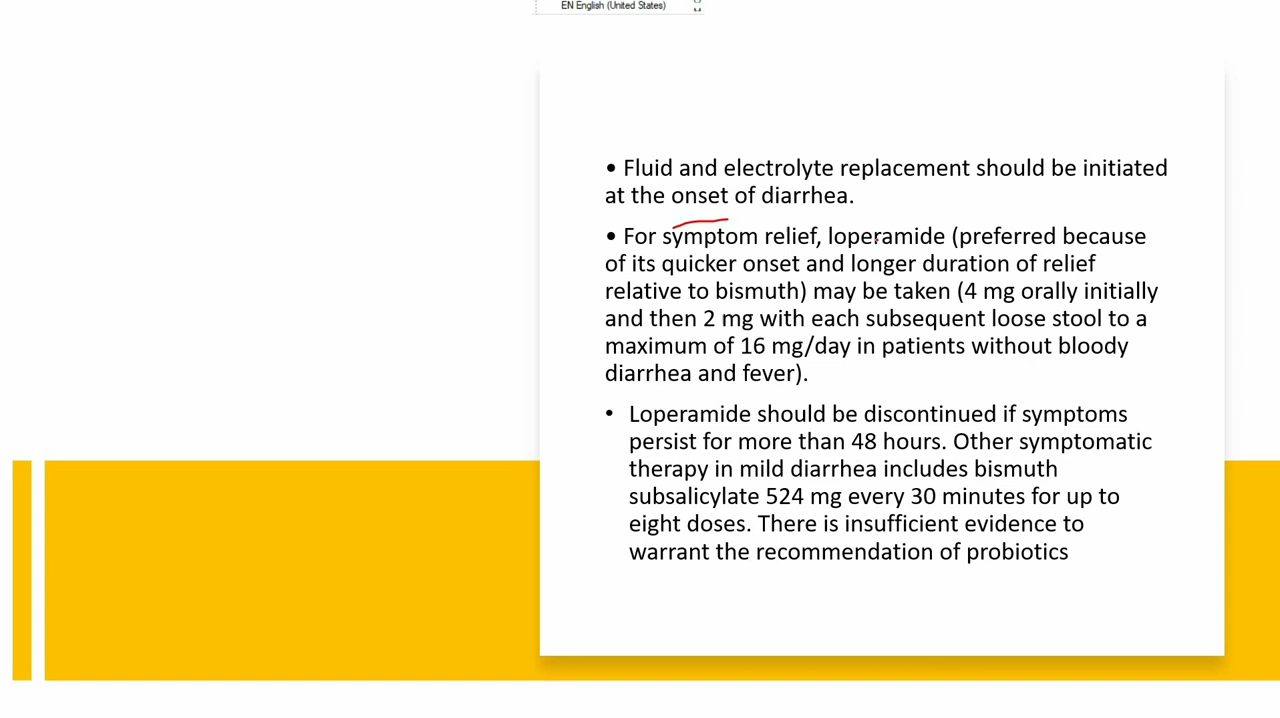 EN English (United States)
• Fluid and electrolyte replacement should be initiated
at the onset of diarrhea.
• For symptom relief, loperamide (preferred because
of its quicker onset and longer duration of relief
relative to bismuth) may be taken (4 mg orally initially
and then 2 mg with each subsequent loose stool to a
maximum of 16 mg/day in patients without bloody
diarrhea and fever).
• Loperamide should be discontinued if symptoms
persist for more than 48 hours. Other symptomatic
therapy in mild diarrhea includes bismuth
subsalicylate 524 mg every 30 minutes for up to
eight doses. There is insufficient evidence to
warrant the recommendation of probiotics